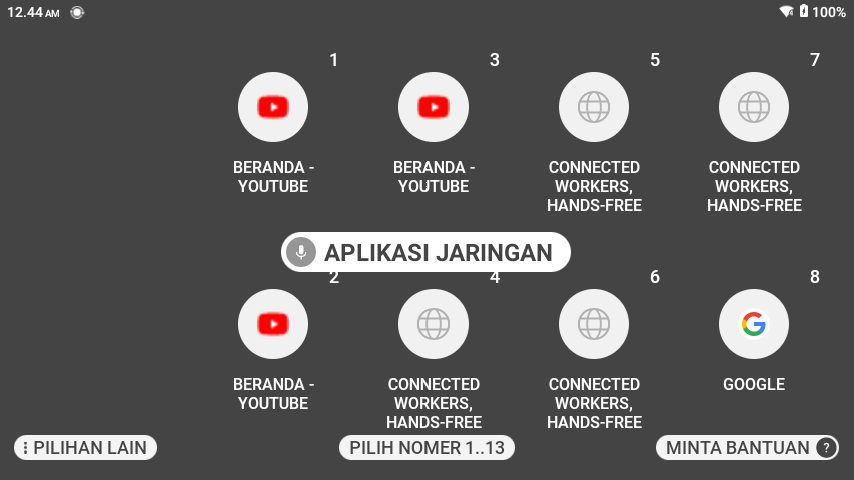 12.44 AM
100%
1
3
5
7
BERANDA -
YOUTUBE
BERANDA -
YOUTUBE
CONNECTED
WORKERS,
HANDS-FREE
CONNECTED
WORKERS,
HANDS-FREE
APLIKASI JARINGAN
2
4
6
8
BERANDA -
YOUTUBE
CONNECTED
WORKERS,
HANDS-FREE
CONNECTED
WORKERS,
HANDS-FREE
GOOGLE
PILIHAN LAIN
PILIH NOMER 1..13
MINTA BANTUAN ?